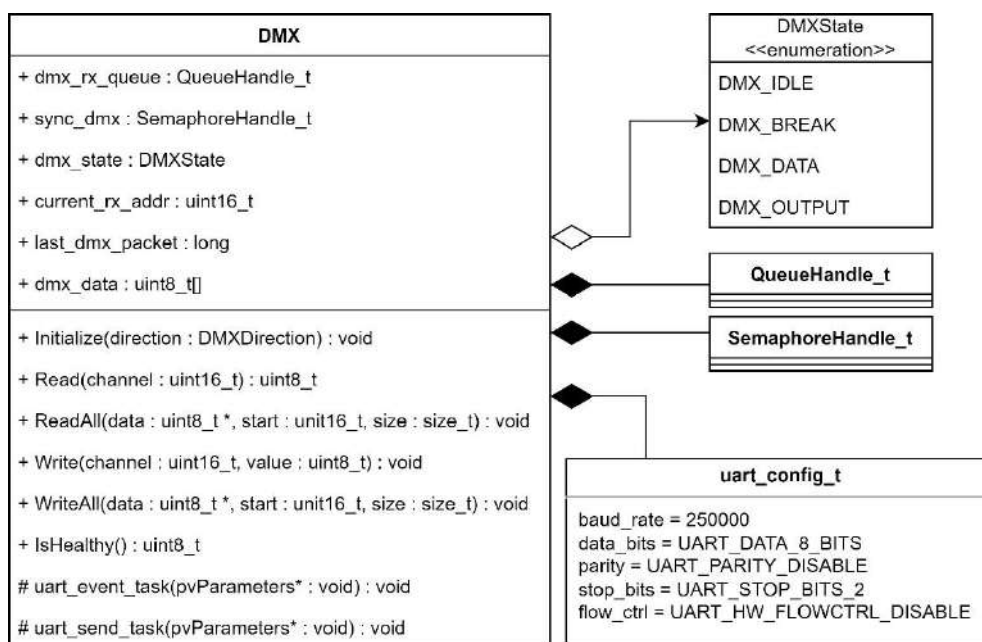 DMX
+ dmx_rx_queue : QueueHandle_t
+ sync_dmx : SemaphoreHandle_t
+ dmx_state : DMXState
+ current_rx_addr : uint16_t
+ last_dmx_packet : long
+ dmx_data : uint8_t[]
+ Initialize(direction : DMXDirection) : void
+ Read(channel : uint16_t) : uint8_t
+ ReadAll(data : uint8_t *, start : unit16_t, size : size_t) : void
+ Write(channel : uint16_t, value : uint8_t) : void
+ WriteAll(data : uint8_t *, start : unit16_t, size : size_t) : void
+ IsHealthy() : uint8_t
# uart_event_task(pvParameters* : void) : void
# uart_send_task(pvParameters* : void) : void
DMXState
<<enumeration>>
DMX_IDLE
DMX_BREAK
DMX_DATA
DMX_OUTPUT
QueueHandle_t
SemaphoreHandle_t
uart_config_t
baud_rate = 250000
data_bits = UART_DATA_8_BITS
parity = UART_PARITY_DISABLE
stop_bits = UART_STOP_BITS_2
flow_ctrl = UART_HW_FLOWCTRL_DISABLE